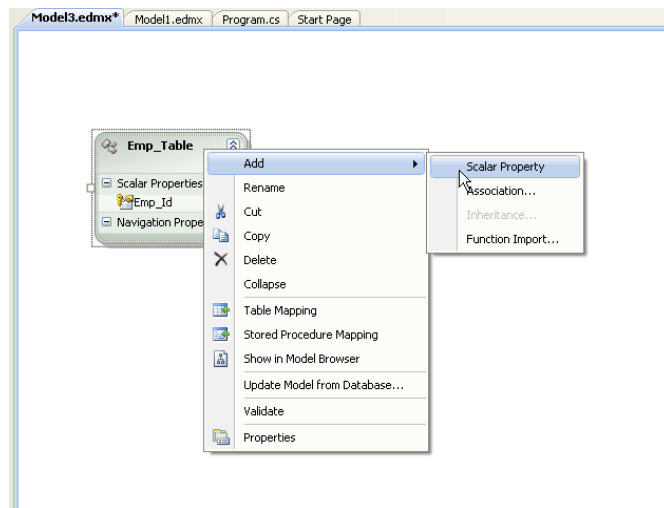 Model3.edmx* Model1.edmx Program.cs Start Page
Emp_Table
Scalar Properties
Emp_Id
Navigation Prope
Add
Rename
Cut
Copy
Delete
Collapse
Table Mapping
Stored Procedure Mapping
Show in Model Browser
Update Model from Database...
Validate
Properties
Scalar Property
Association...
Inheritance...
Function Import...